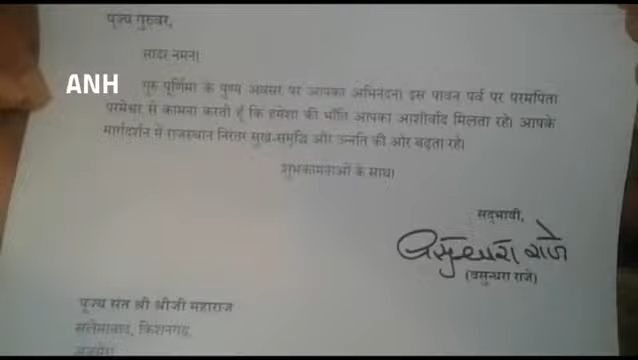 पूज्य गुरुवर,
सादर नमन।
ANH
गुरु पूर्णिमा के पुण्य अवसर पर आपका अभिनंदन। इस पावन पर्व पर परमपिता
परमेश्वर से कामना करती हूँ कि हमेशा की भाँति आपका आशीर्वाद मिलता रहे। आपके
मार्गदर्शन में राजस्थान निरंतर सुख-समृद्धि और उन्नति की ओर बढ़ता रहे।
शुभकामनाओं के साथ।
सद्भावी,
वसुन्धरा राजे
(वसुन्धरा राजे)
पूज्य संत श्री श्रीजी महाराज
सलेमाबाद, किशनगढ़,
अजमेर।